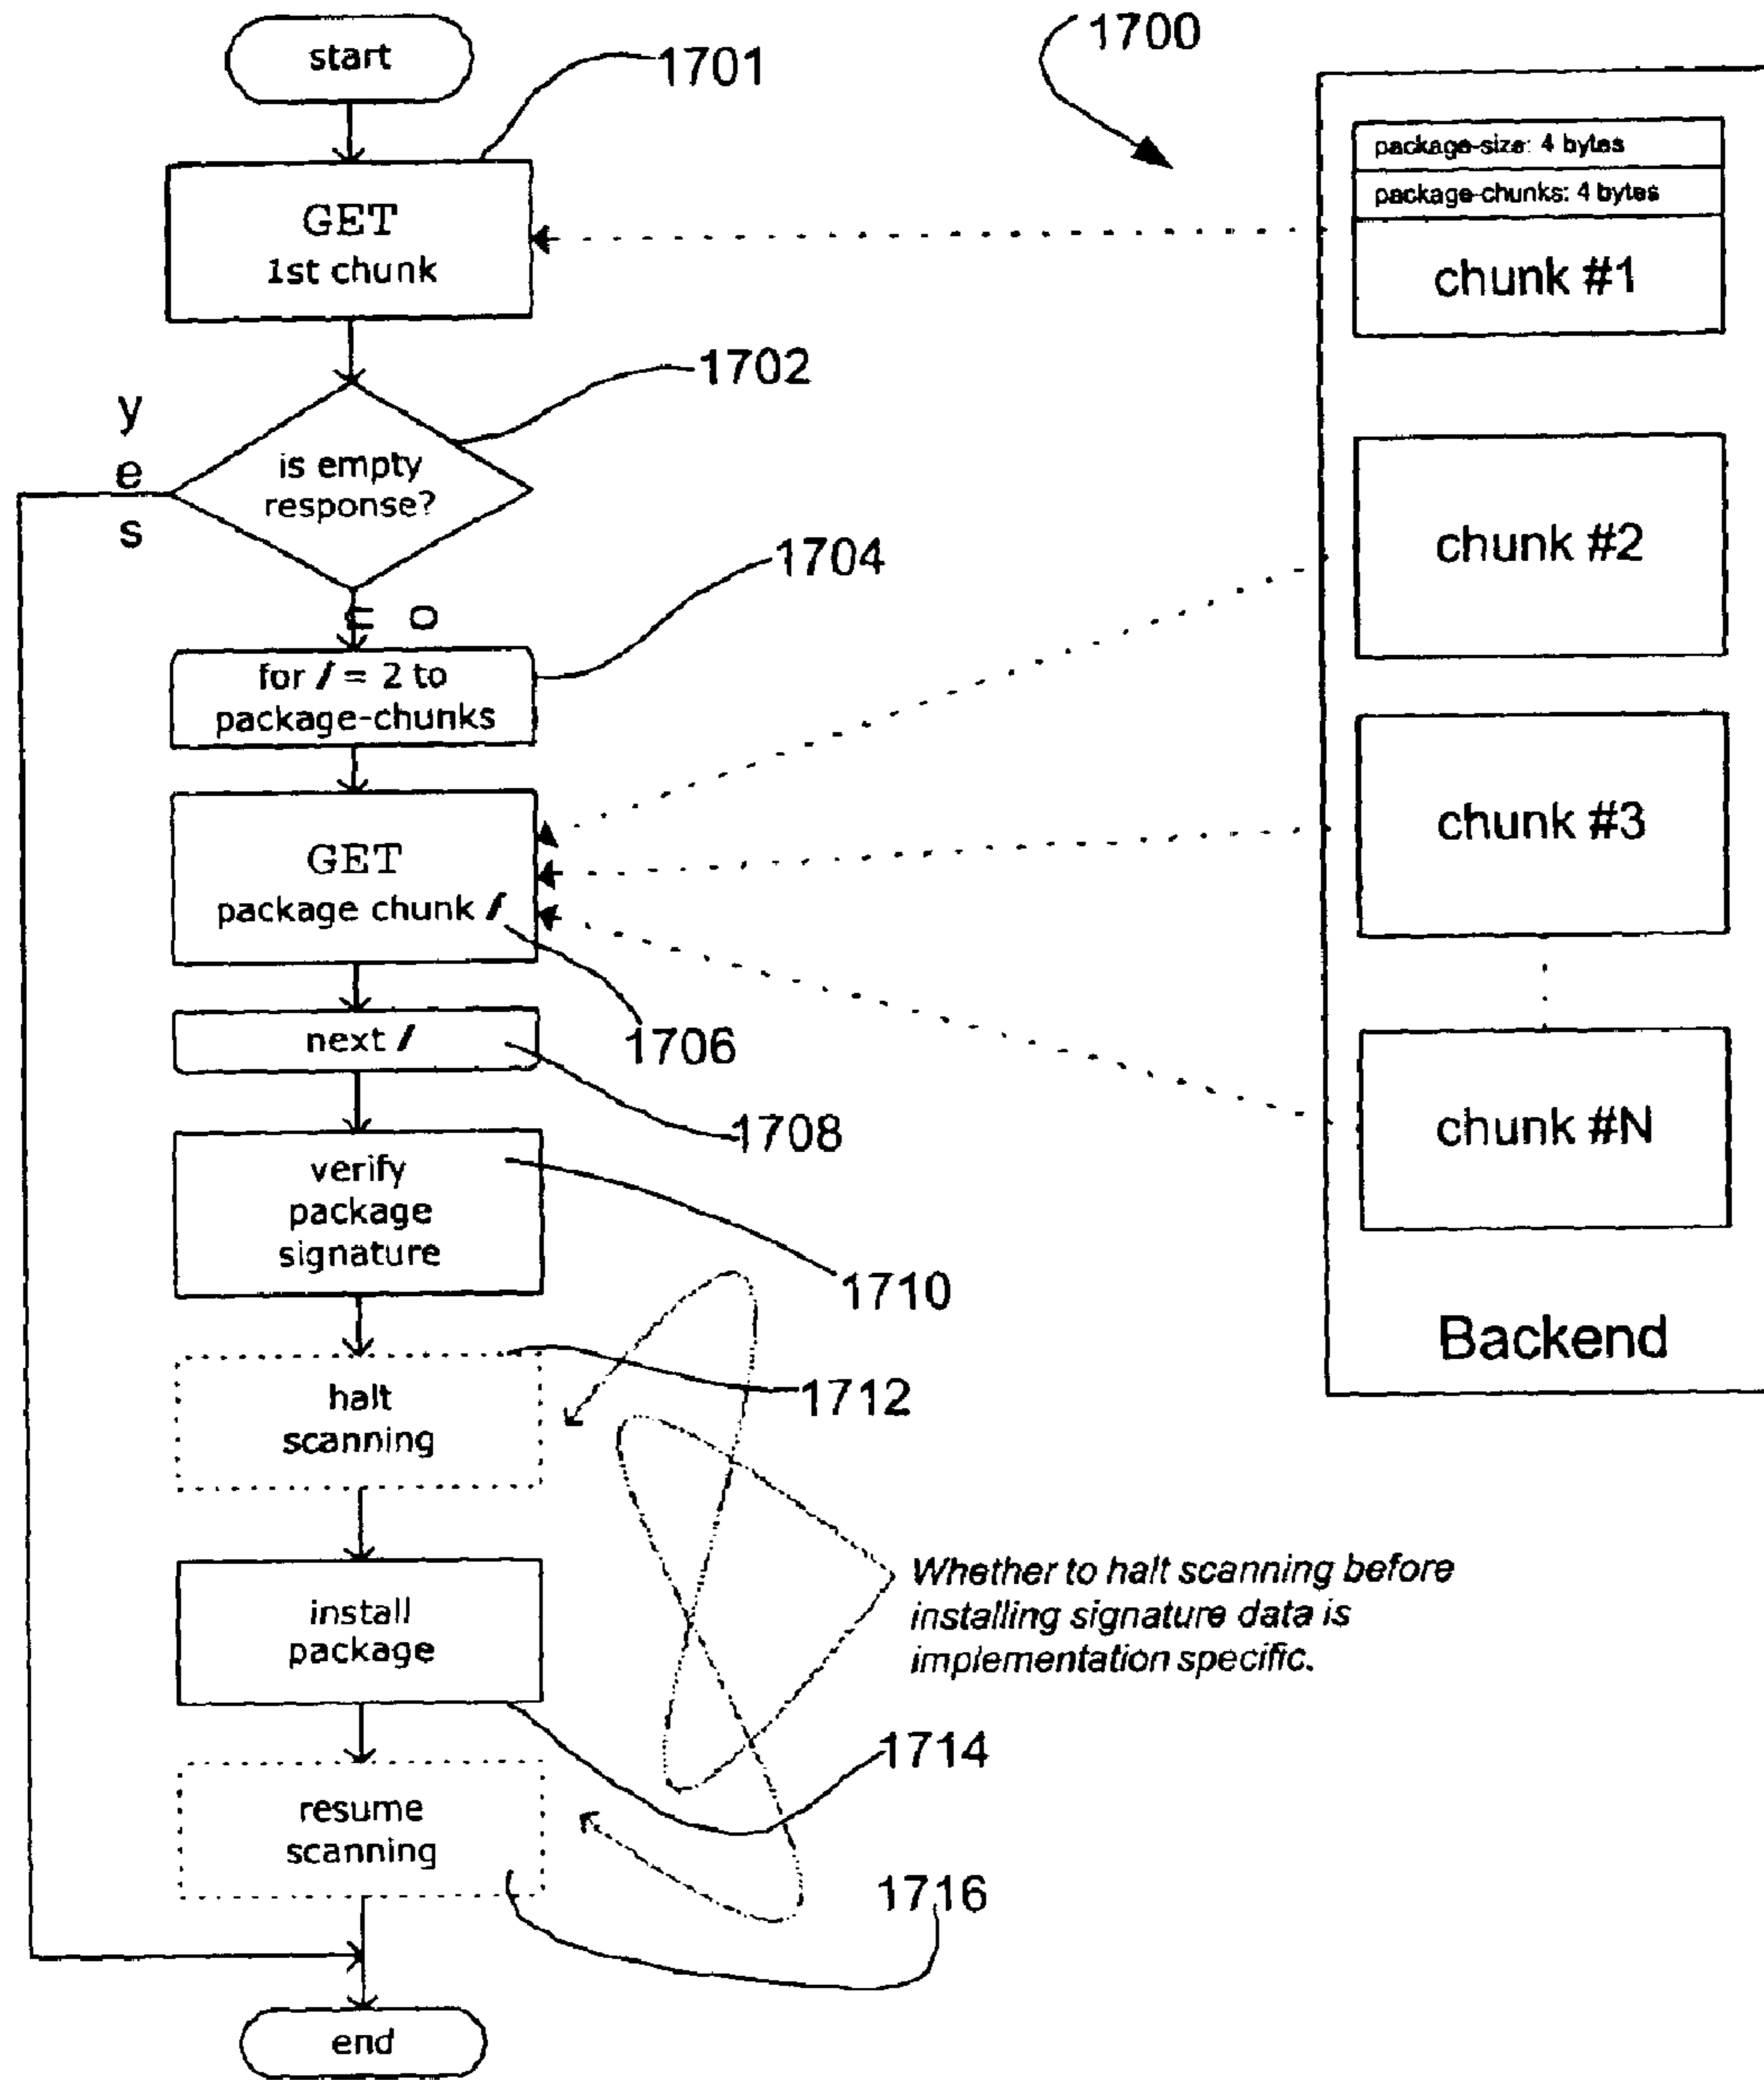 start
1701
1700
GET
1st chunk
package-size: 4 bytes
package-chunks: 4 bytes
chunk #1
1702
yes
is empty
response?
no
1704
for I = 2 to
package-chunks
chunk #2
GET
package chunk I
1706
chunk #3
next I
1708
chunk #N
verify
package
signature
1710
Backend
halt
scanning
1712
install
package
Whether to halt scanning before
installing signature data is
implementation specific.
1714
resume
scanning
1716
end